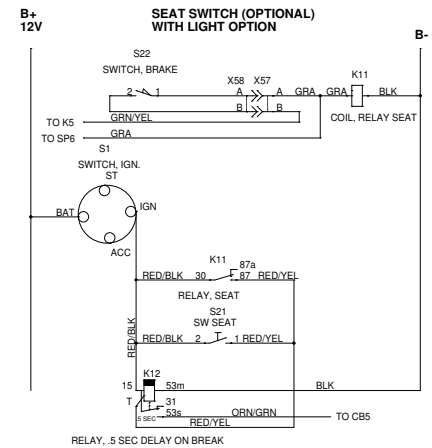 B+
12V
SEAT SWITCH (OPTIONAL)
WITH LIGHT OPTION
B-
S22
SWITCH, BRAKE
X58 X57
K11
2 1 A A GRA GRA BLK
B B
GRN/YEL
COIL, RELAY SEAT
TO K5
GRA
TO SP6
S1
SWITCH, IGN.
ST
IGN
BAT
ACC
K11
87a
RED/BLK 30 87 RED/YEL
RELAY, SEAT
S21
SW SEAT
RED/BLK
RED/BLK 2 1 RED/YEL
K12
15 53m BLK
T 31
.5 SEC 53s ORN/GRN TO CB5
RED/YEL
RELAY, .5 SEC DELAY ON BREAK